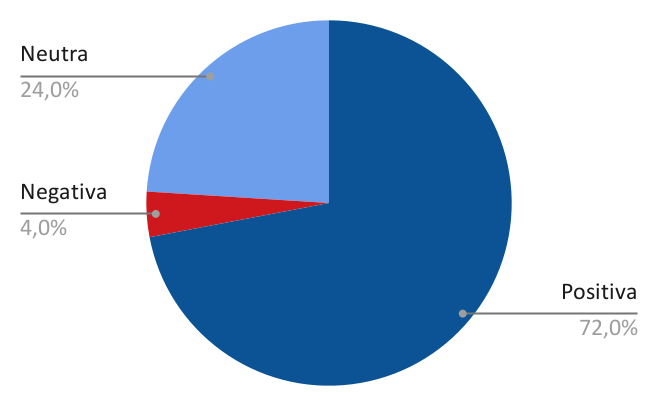 Neutra
24,0%
Negativa
4,0%
Positiva
72,0%